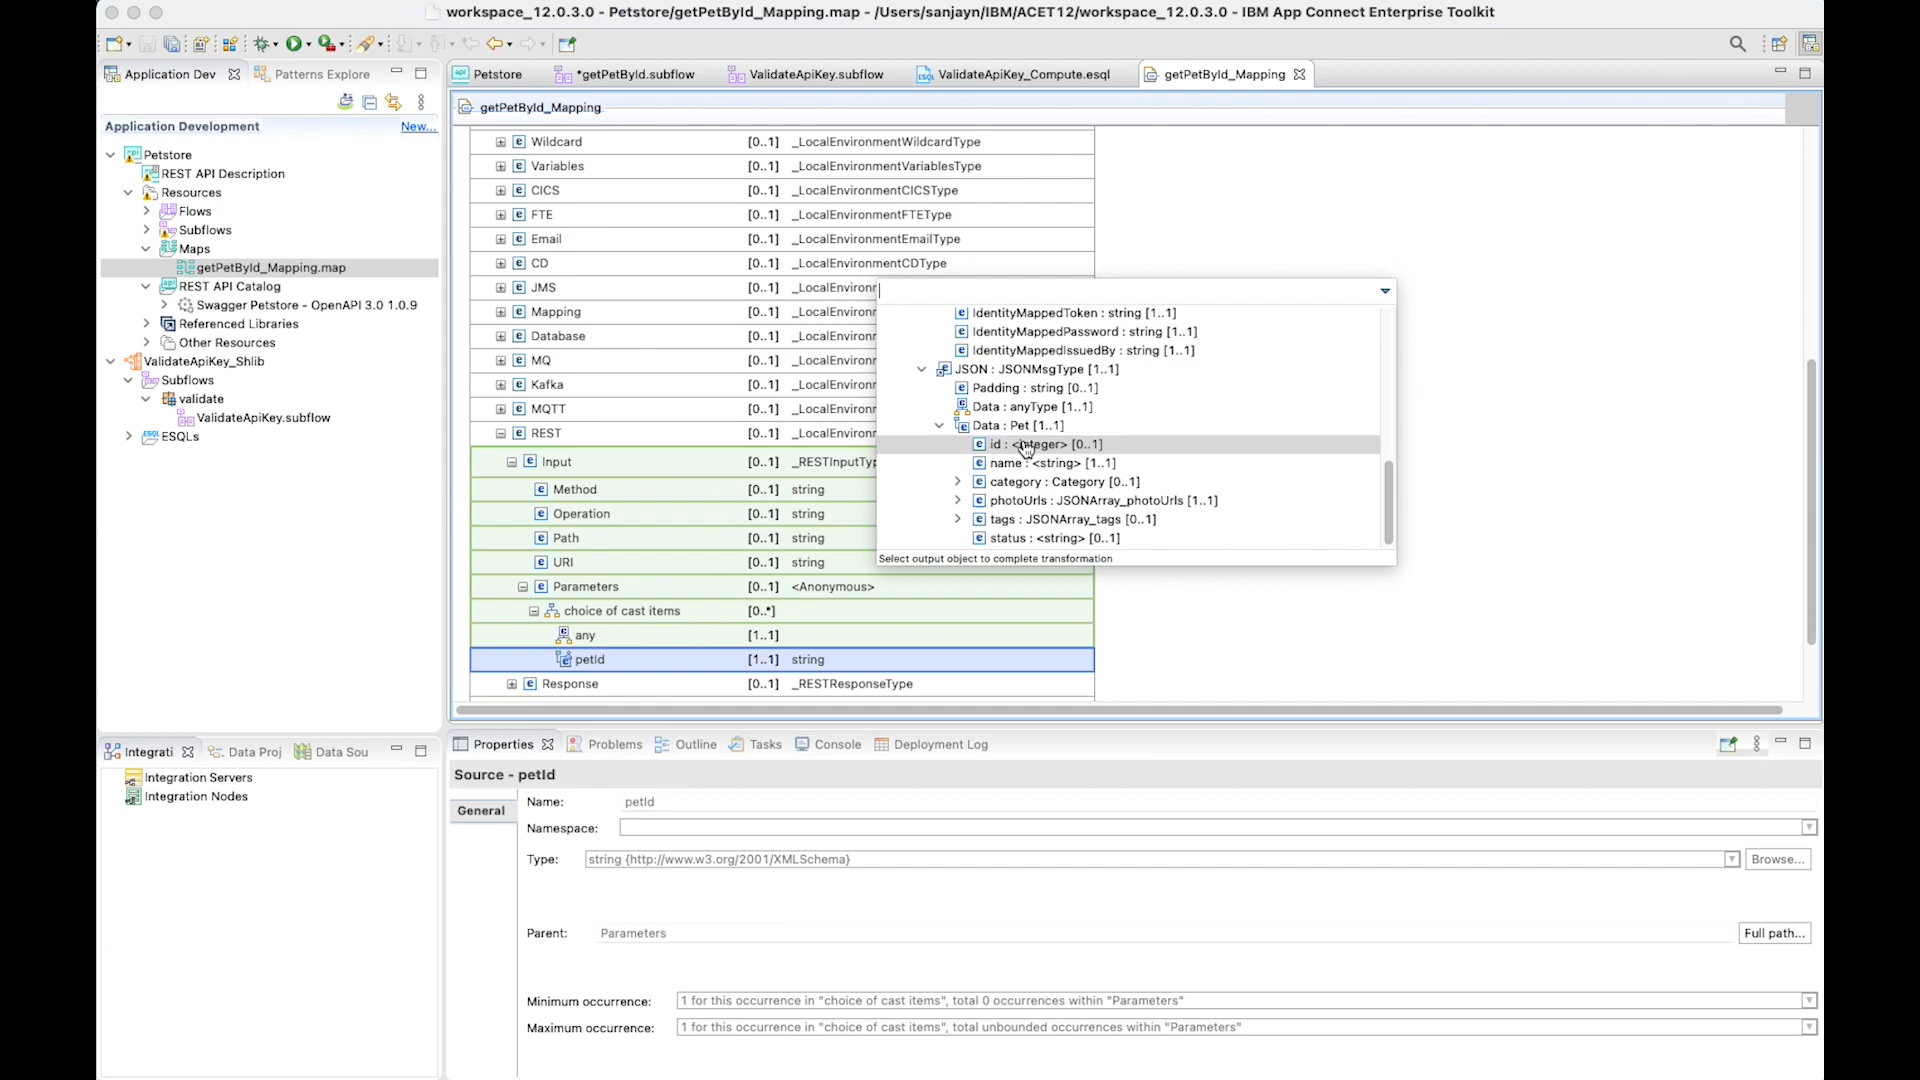 workspace_12.0.3.0 - Petstore/getPetById_Mapping.map - /Users/sanjayn/IBM/ACET12/workspace_12.0.3.0 - IBM App Connect Enterprise Toolkit
Application Dev
Patterns Explore
Petstore
*getPetById.subflow
ValidateApiKey.subflow
ValidateApiKey_Compute.esql
getPetById_Mapping
Application Development
New...
Petstore
REST API Description
Resources
Flows
Subflows
Maps
getPetById_Mapping.map
REST API Catalog
Swagger Petstore - OpenAPI 3.0 1.0.9
Referenced Libraries
Other Resources
ValidateApiKey_Shlib
Subflows
validate
ValidateApiKey.subflow
ESQLs
getPetById_Mapping
Wildcard [0..1] _LocalEnvironmentWildcardType
Variables [0..1] _LocalEnvironmentVariablesType
CICS [0..1] _LocalEnvironmentCICSType
FTE [0..1] _LocalEnvironmentFTEType
Email [0..1] _LocalEnvironmentEmailType
CD [0..1] _LocalEnvironmentCDType
JMS [0..1] _LocalEnvironm
Mapping [0..1] _LocalEnvironm
Database [0..1] _LocalEnvironm
MQ [0..1] _LocalEnvironm
Kafka [0..1] _LocalEnvironm
MQTT [0..1] _LocalEnvironm
REST [0..1] _LocalEnvironm
Input [0..1] _RESTInputTyp
Method [0..1] string
Operation [0..1] string
Path [0..1] string
URI [0..1] string
Parameters [0..1] <Anonymous>
choice of cast items [0..*]
any [1..1]
petId [1..1] string
Response [0..1] _RESTResponseType
IdentityMappedToken : string [1..1]
IdentityMappedPassword : string [1..1]
IdentityMappedIssuedBy : string [1..1]
JSON : JSONMsgType [1..1]
Padding : string [0..1]
Data : anyType [1..1]
Data : Pet [1..1]
id : <integer> [0..1]
name : <string> [1..1]
category : Category [0..1]
photoUrls : JSONArray_photoUrls [1..1]
tags : JSONArray_tags [0..1]
status : <string> [0..1]
Select output object to complete transformation
Integrati
Data Proj
Data Sou
Integration Servers
Integration Nodes
Properties
Problems
Outline
Tasks
Console
Deployment Log
Source - petId
General
Name: petId
Namespace:
Type: string {http://www.w3.org/2001/XMLSchema}
Browse...
Parent: Parameters
Full path...
Minimum occurrence: 1 for this occurrence in "choice of cast items", total 0 occurrences within "Parameters"
Maximum occurrence: 1 for this occurrence in "choice of cast items", total unbounded occurrences within "Parameters"